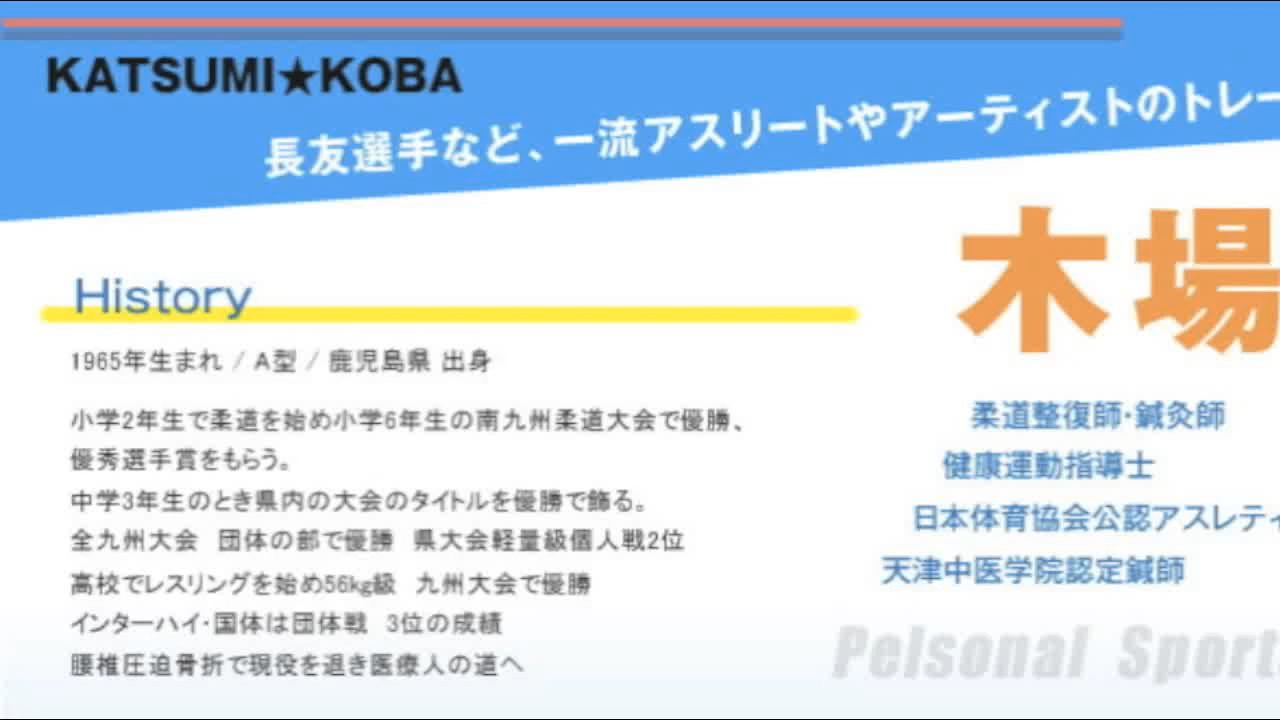 KATSUMI★KOBA
長友選手など、一流アスリートやアーティストのトレー
History
1965年生まれ / A型 / 鹿児島県 出身
小学2年生で柔道を始め小学6年生の南九州柔道大会で優勝、
優秀選手賞をもらう。
中学3年生のとき県内の大会のタイトルを優勝で飾る。
全九州大会 団体の部で優勝 県大会軽量級個人戦2位
高校でレスリングを始め56kg級 九州大会で優勝
インターハイ・国体は団体戦 3位の成績
腰椎圧迫骨折で現役を退き医療人の道へ
木場
柔道整復師・鍼灸師
健康運動指導士
日本体育協会公認アスレティ
天津中医学院認定鍼師
Pelsonal Sport